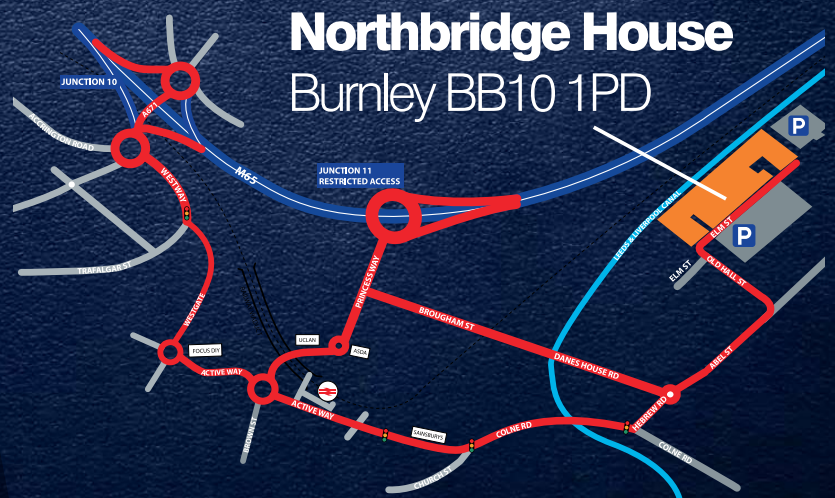 Northbridge House
Burnley BB10 1PD
JUNCTION 10
A671
ACCRINGTON ROAD
M65
JUNCTION 11
RESTRICTED ACCESS
P
WESTWAY
LEEDS & LIVERPOOL CANAL
ELM ST
P
TRAFALGAR ST
ELM ST
OLD HALL ST
PRINCESS WAY
WESTGATE
BROUGHAM ST
UCLAN
ASDA
FOCUS DIY
DANES HOUSE RD
ABEL ST
ACTIVE WAY
ACTIVE WAY
HEBREW RD
BROWN ST
SAINSBURYS
COLNE RD
COLNE RD
CHURCH ST